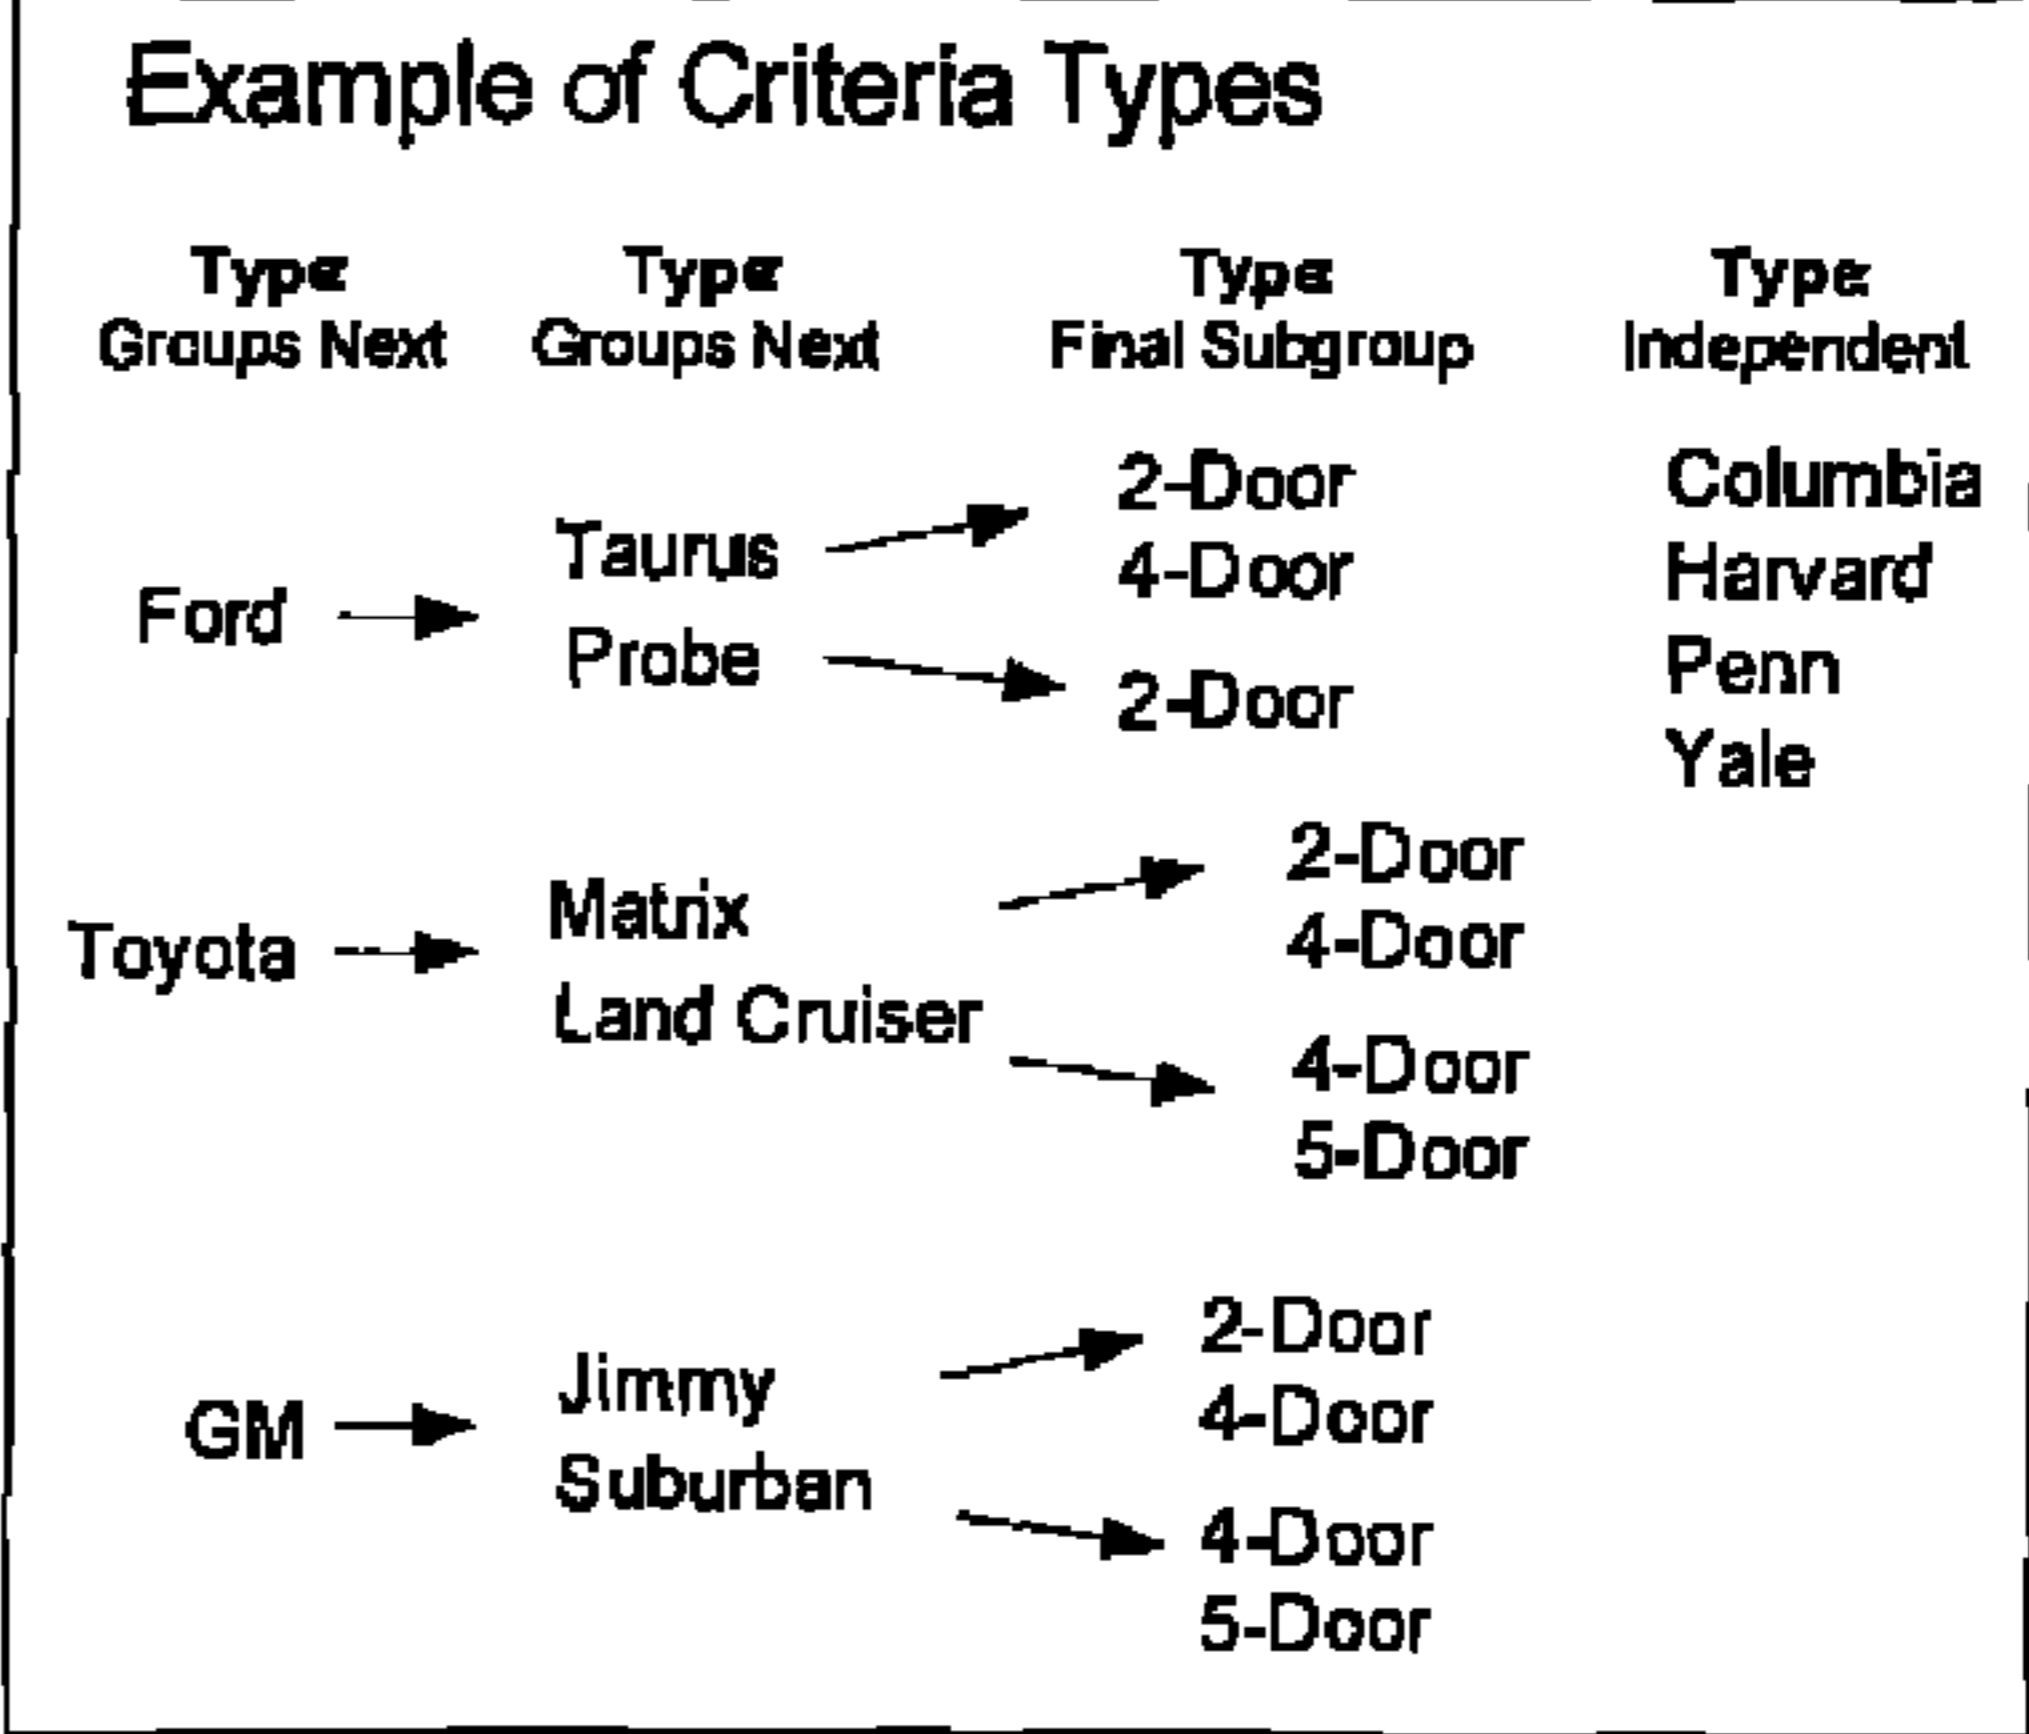 Example of Criteria Types
Type Type Type Type
Groups Next Groups Next Final Subgroup Independent
2-Door Columbia
Taurus
4-Door Harvard
Ford
Probe Penn
2-Door
Yale
2-Door
Matrix
4-Door
Toyota
Land Cruiser
4-Door
5-Door
2-Door
Jimmy
4-Door
GM
Suburban
4-Door
5-Door